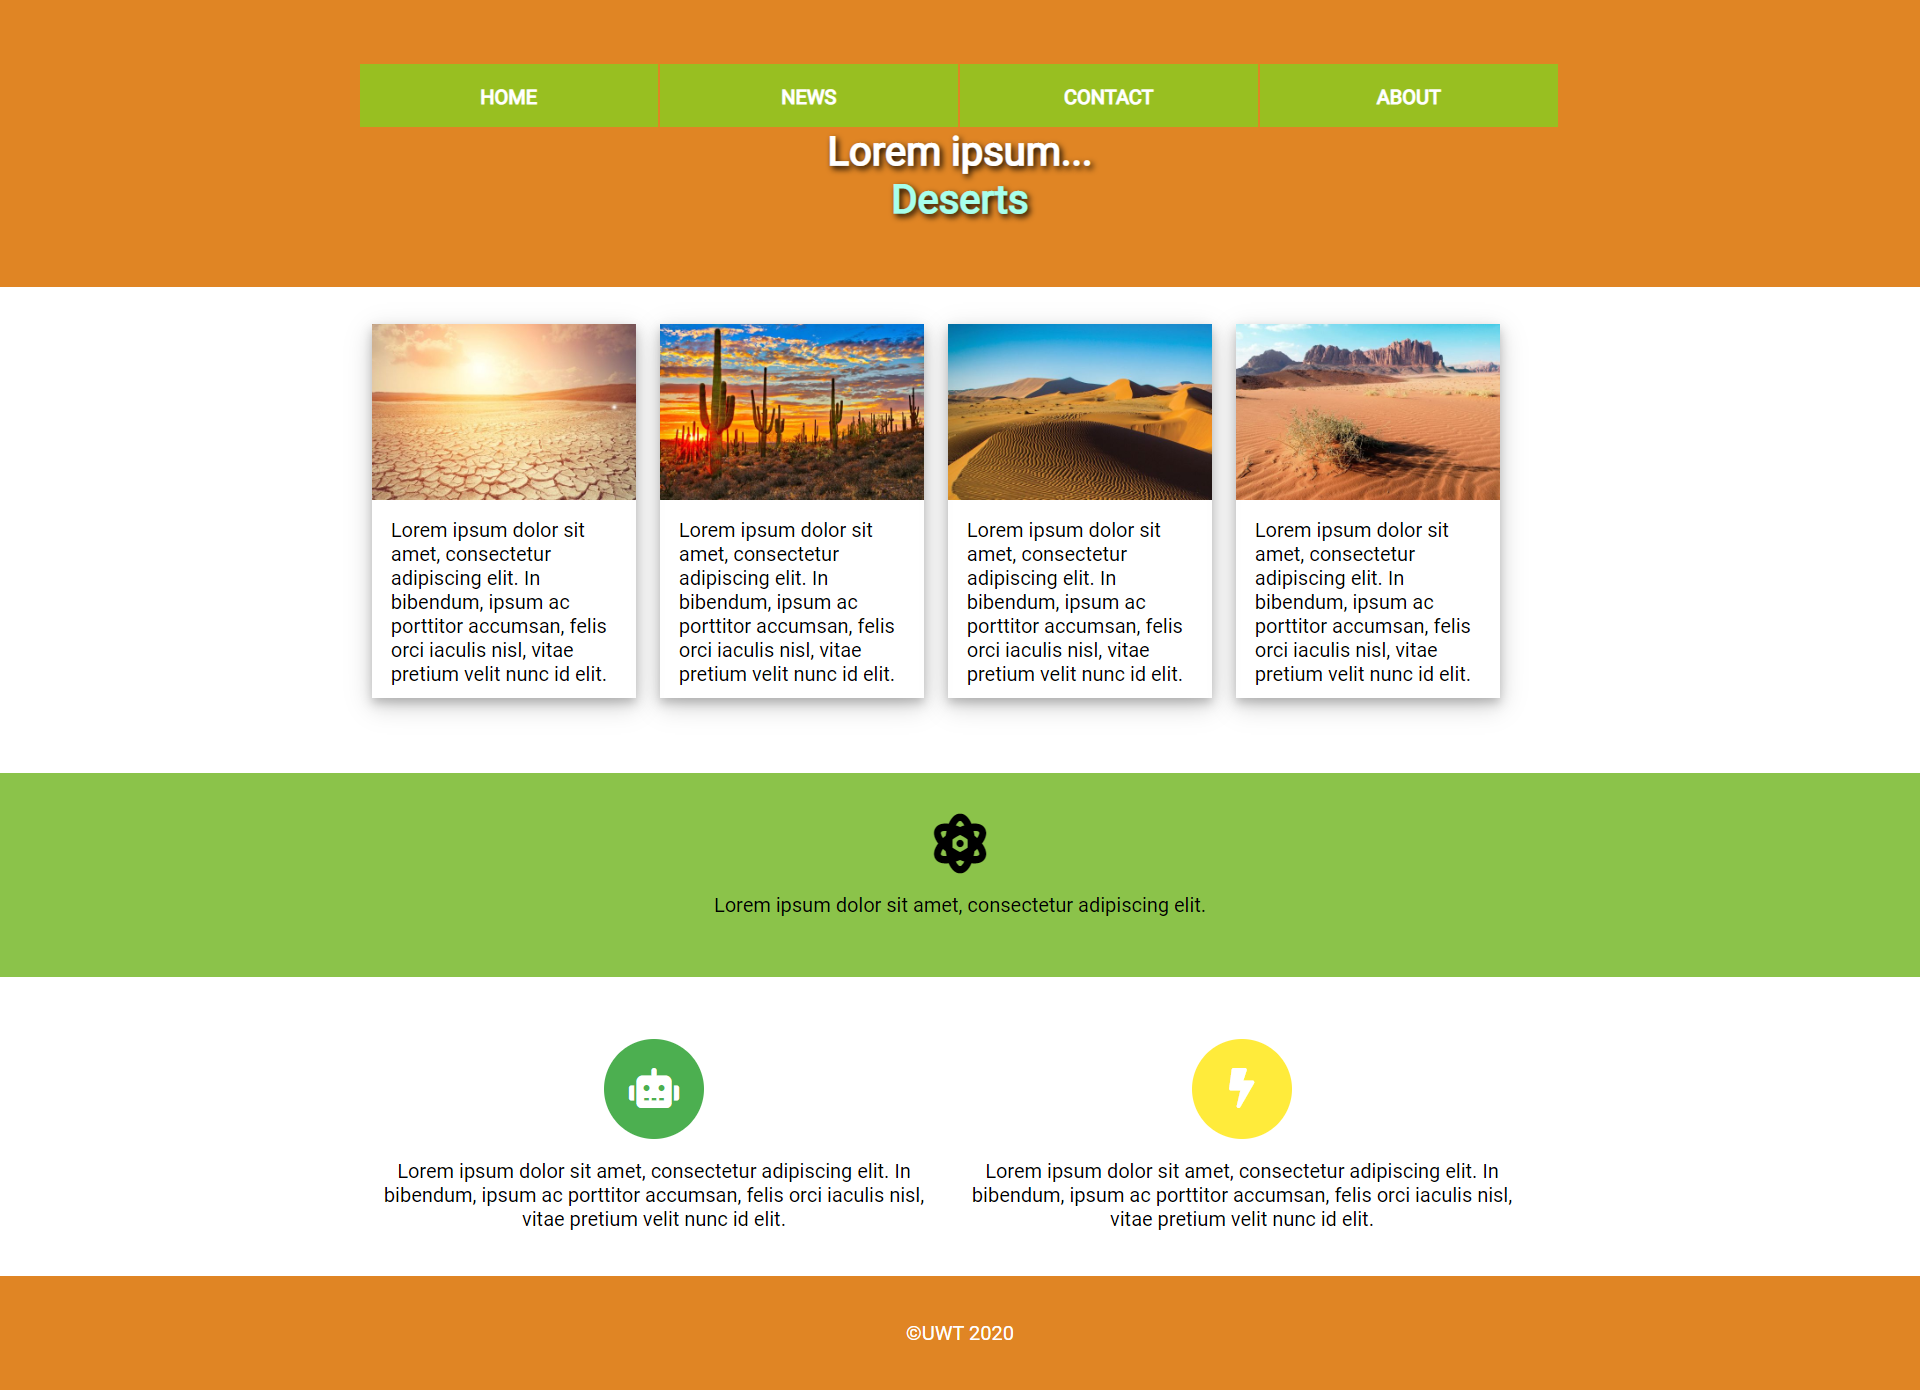 HOME NEWS CONTACT ABOUT
Lorem ipsum...
Deserts
Lorem ipsum dolor sit
amet, consectetur
adipiscing elit. In
bibendum, ipsum ac
porttitor accumsan, felis
orci iaculis nisl, vitae
pretium velit nunc id elit.
Lorem ipsum dolor sit
amet, consectetur
adipiscing elit. In
bibendum, ipsum ac
porttitor accumsan, felis
orci iaculis nisl, vitae
pretium velit nunc id elit.
Lorem ipsum dolor sit
amet, consectetur
adipiscing elit. In
bibendum, ipsum ac
porttitor accumsan, felis
orci iaculis nisl, vitae
pretium velit nunc id elit.
Lorem ipsum dolor sit
amet, consectetur
adipiscing elit. In
bibendum, ipsum ac
porttitor accumsan, felis
orci iaculis nisl, vitae
pretium velit nunc id elit.
Lorem ipsum dolor sit amet, consectetur adipiscing elit.
Lorem ipsum dolor sit amet, consectetur adipiscing elit. In
bibendum, ipsum ac porttitor accumsan, felis orci iaculis nisl,
vitae pretium velit nunc id elit.
Lorem ipsum dolor sit amet, consectetur adipiscing elit. In
bibendum, ipsum ac porttitor accumsan, felis orci iaculis nisl,
vitae pretium velit nunc id elit.
©UWT 2020